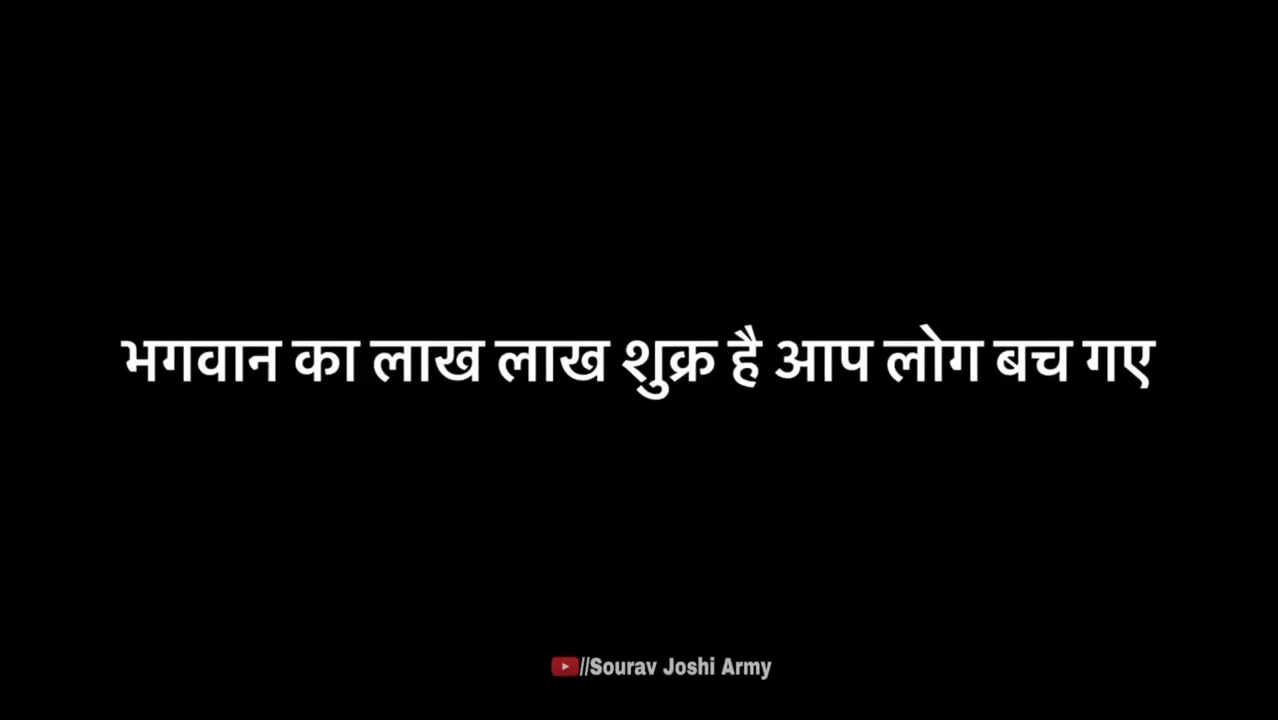 भगवान का लाख लाख शुक्र है आप लोग बच गए
//Sourav Joshi Army